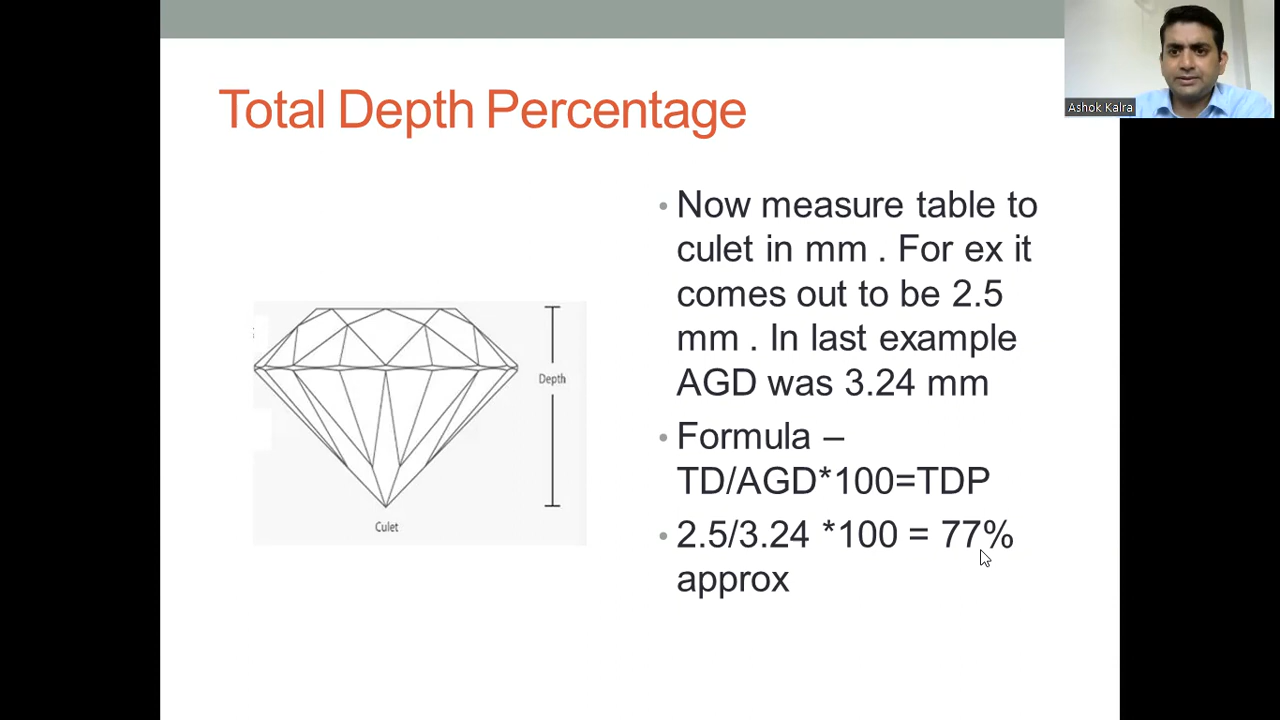 Total Depth Percentage
Ashok Kalra
• Now measure table to
culet in mm . For ex it
comes out to be 2.5
mm . In last example
AGD was 3.24 mm
• Formula –
TD/AGD*100=TDP
• 2.5/3.24 *100 = 77%
approx
Depth
Culet